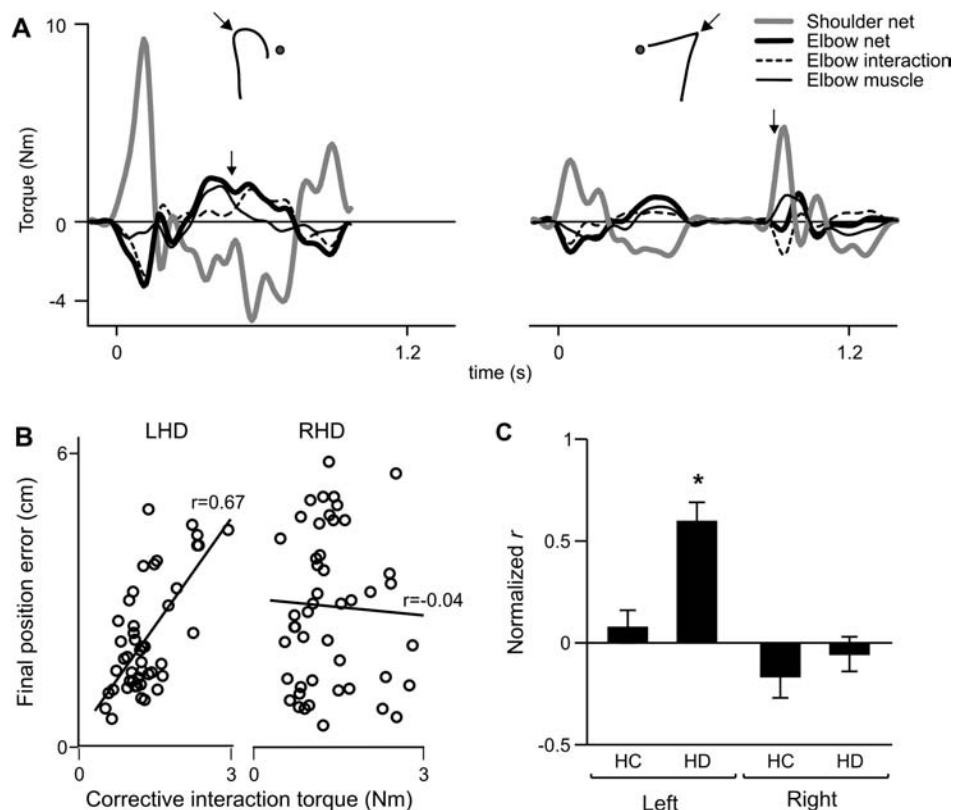 A
10
0
-4
Torque (Nm)
Shoulder net
Elbow net
Elbow interaction
Elbow muscle
0
1.2
0
1.2
time (s)
B
LHD
RHD
6
0
Final position error (cm)
r=0.67
r=-0.04
0
3
0
3
Corrective interaction torque (Nm)
C
1
0.5
0
-0.5
Normalized r
*
HC
HD
HC
HD
Left
Right